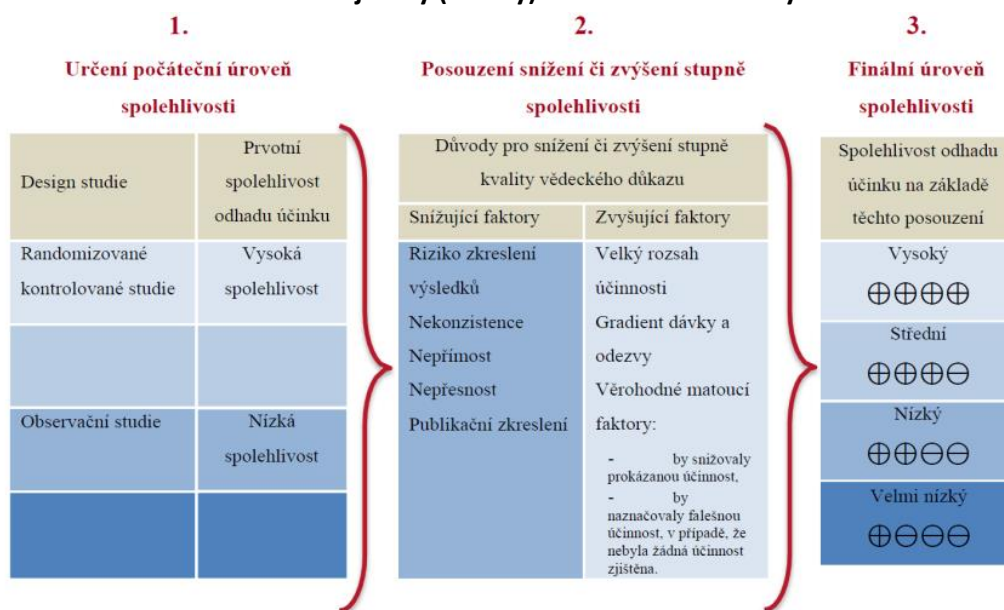 1.
Určení počáteční úroveň
spolehlivosti
Design studie
Prvotní
spolehlivost
odhadu účinku
Randomizované
kontrolované studie
Vysoká
spolehlivost
Observační studie
Nízká
spolehlivost
2.
Posouzení snížení či zvýšení stupně
spolehlivosti
Důvody pro snížení či zvýšení stupně
kvality vědeckého důkazu
Snižující faktory
Riziko zkreslení
výsledků
Nekonzistence
Nepřímost
Nepřesnost
Publikační zkreslení
Zvyšující faktory
Velký rozsah
účinnosti
Gradient dávky a
odezvy
Věrohodné matoucí
faktory:
- by snižovaly
prokázanou účinnost,
- by
naznačovaly falešnou
účinnost, v případě, že
nebyla žádná účinnost
zjištěna.
3.
Finální úroveň
spolehlivosti
Spolehlivost odhadu
účinku na základě
těchto posouzení
Vysoký
⊕⊕⊕⊕
Střední
⊕⊕⊕⊖
Nízký
⊕⊕⊖⊖
Velmi nízký
⊕⊖⊖⊖